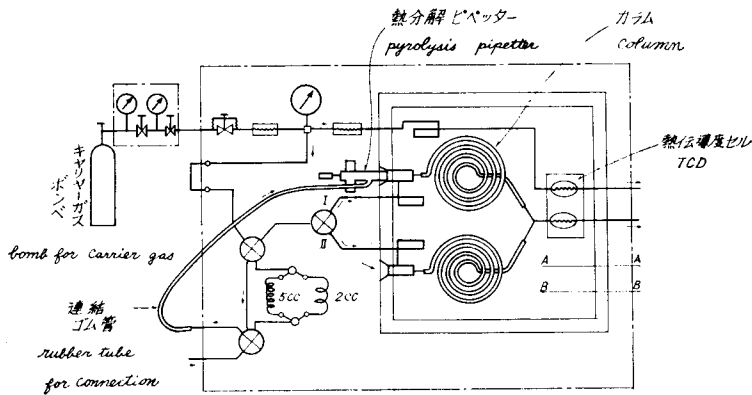 熱分解ピペッター
pyrolysis pipetter
カラム
column
熱伝導度セル
TCD
キャリヤーガス
ボンベ
bomb for carrier gas
I
II
5CC
2CC
A
A
B
B
連結
ゴム管
rubber tube
for connection